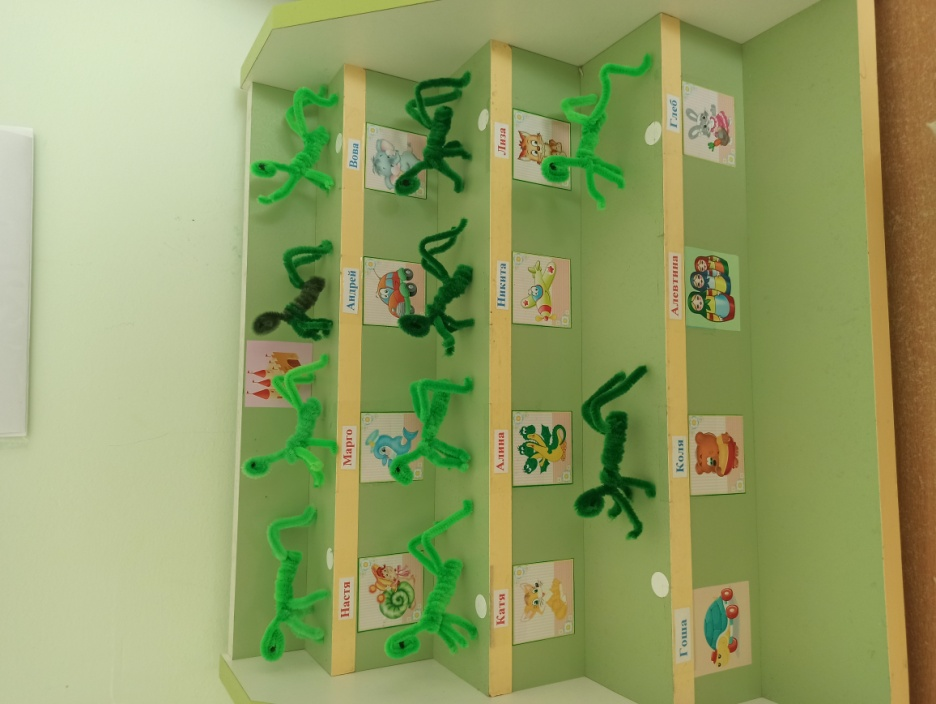 Настя
Марго
Андрей
Вова
Катя
Алина
Никита
Лиза
Гоша
Коля
Алевтина
Глеб